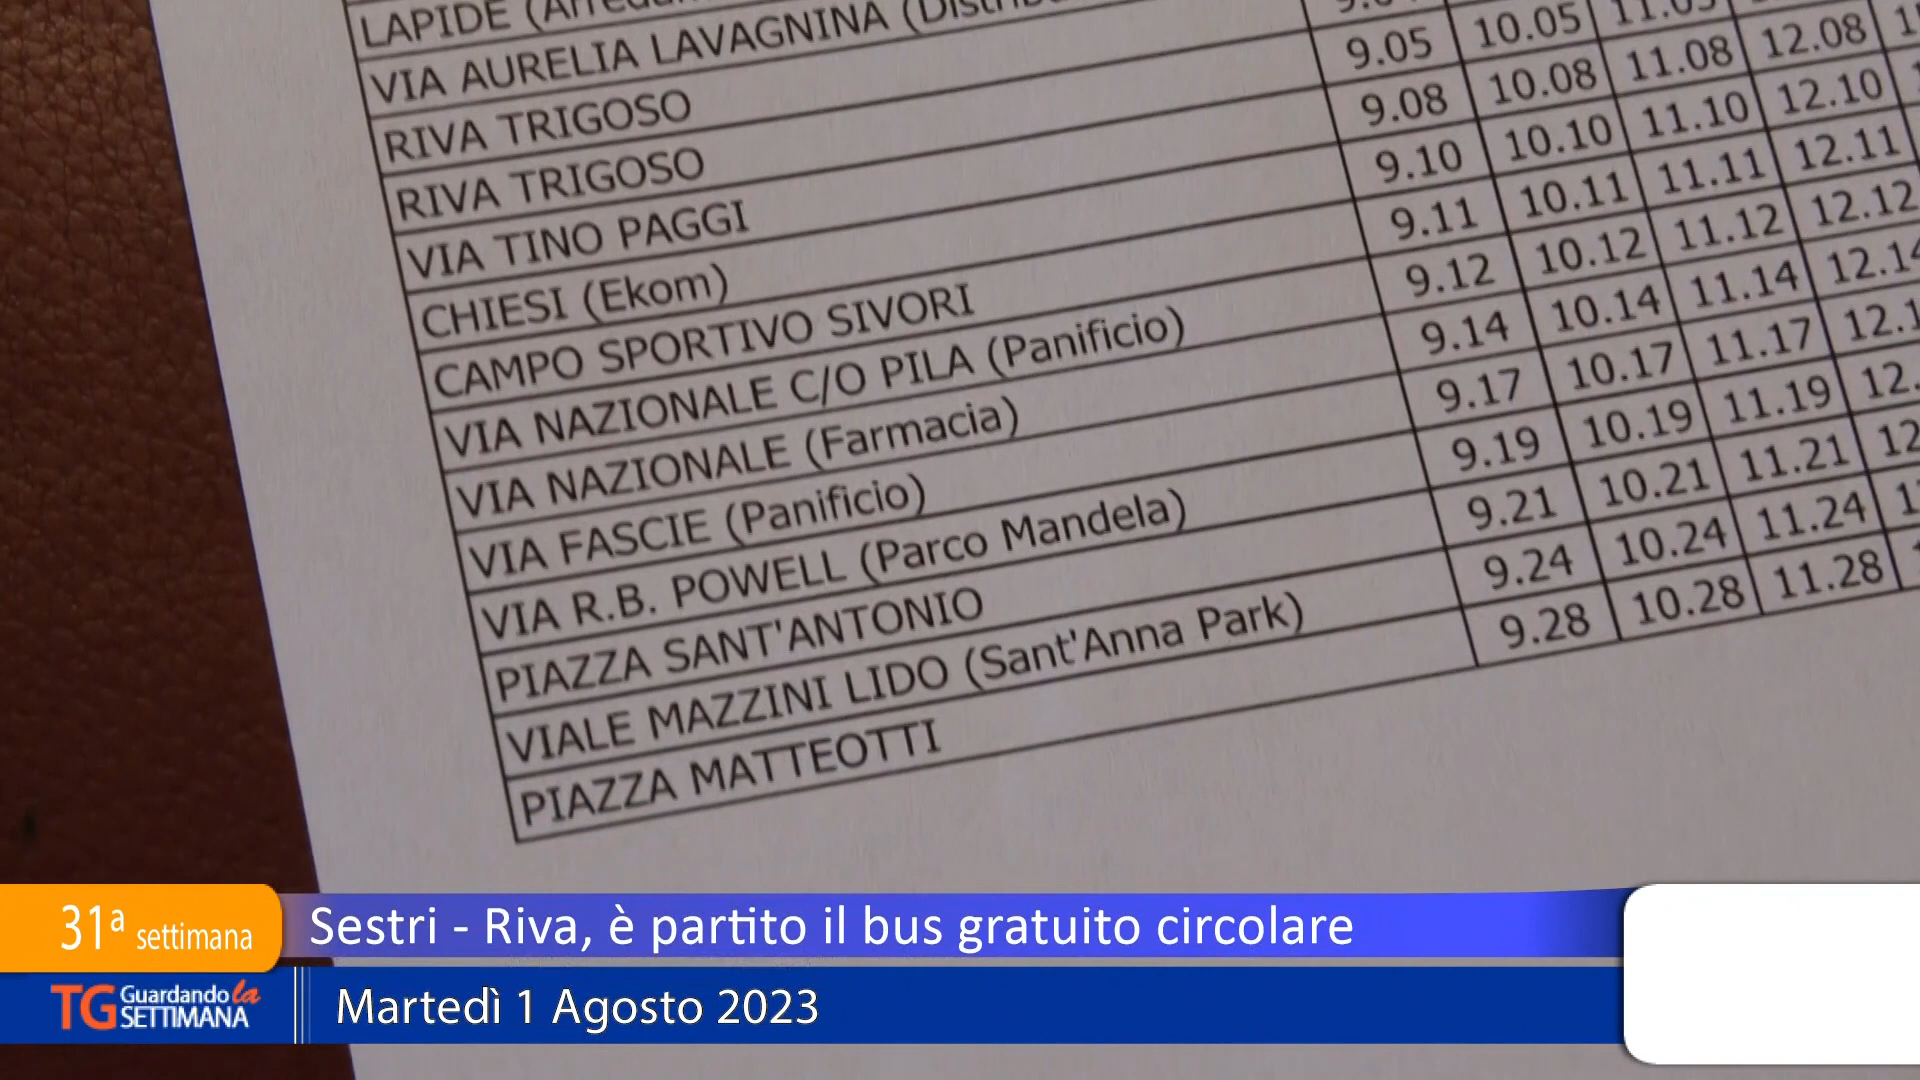 LAPIDE
VIA AURELIA LAVAGNINA
RIVA TRIGOSO
RIVA TRIGOSO 9.05 10.05 11.05
VIA TINO PAGGI 9.08 10.08 11.08 12.08
CHIESI (Ekom) 9.10 10.10 11.10 12.10
CAMPO SPORTIVO SIVORI 9.11 10.11 11.11 12.11
VIA NAZIONALE C/O PILA (Panificio) 9.12 10.12 11.12 12.12
VIA NAZIONALE (Farmacia) 9.14 10.14 11.14 12.14
VIA FASCIE (Panificio) 9.17 10.17 11.17
VIA R.B. POWELL (Parco Mandela) 9.19 10.19 11.19
PIAZZA SANT'ANTONIO 9.21 10.21 11.21
VIALE MAZZINI LIDO (Sant'Anna Park) 9.24 10.24 11.24
PIAZZA MATTEOTTI 9.28 10.28 11.28
31ª settimana
Sestri - Riva, è partito il bus gratuito circolare
TG Guardando la SETTIMANA
Martedì 1 Agosto 2023